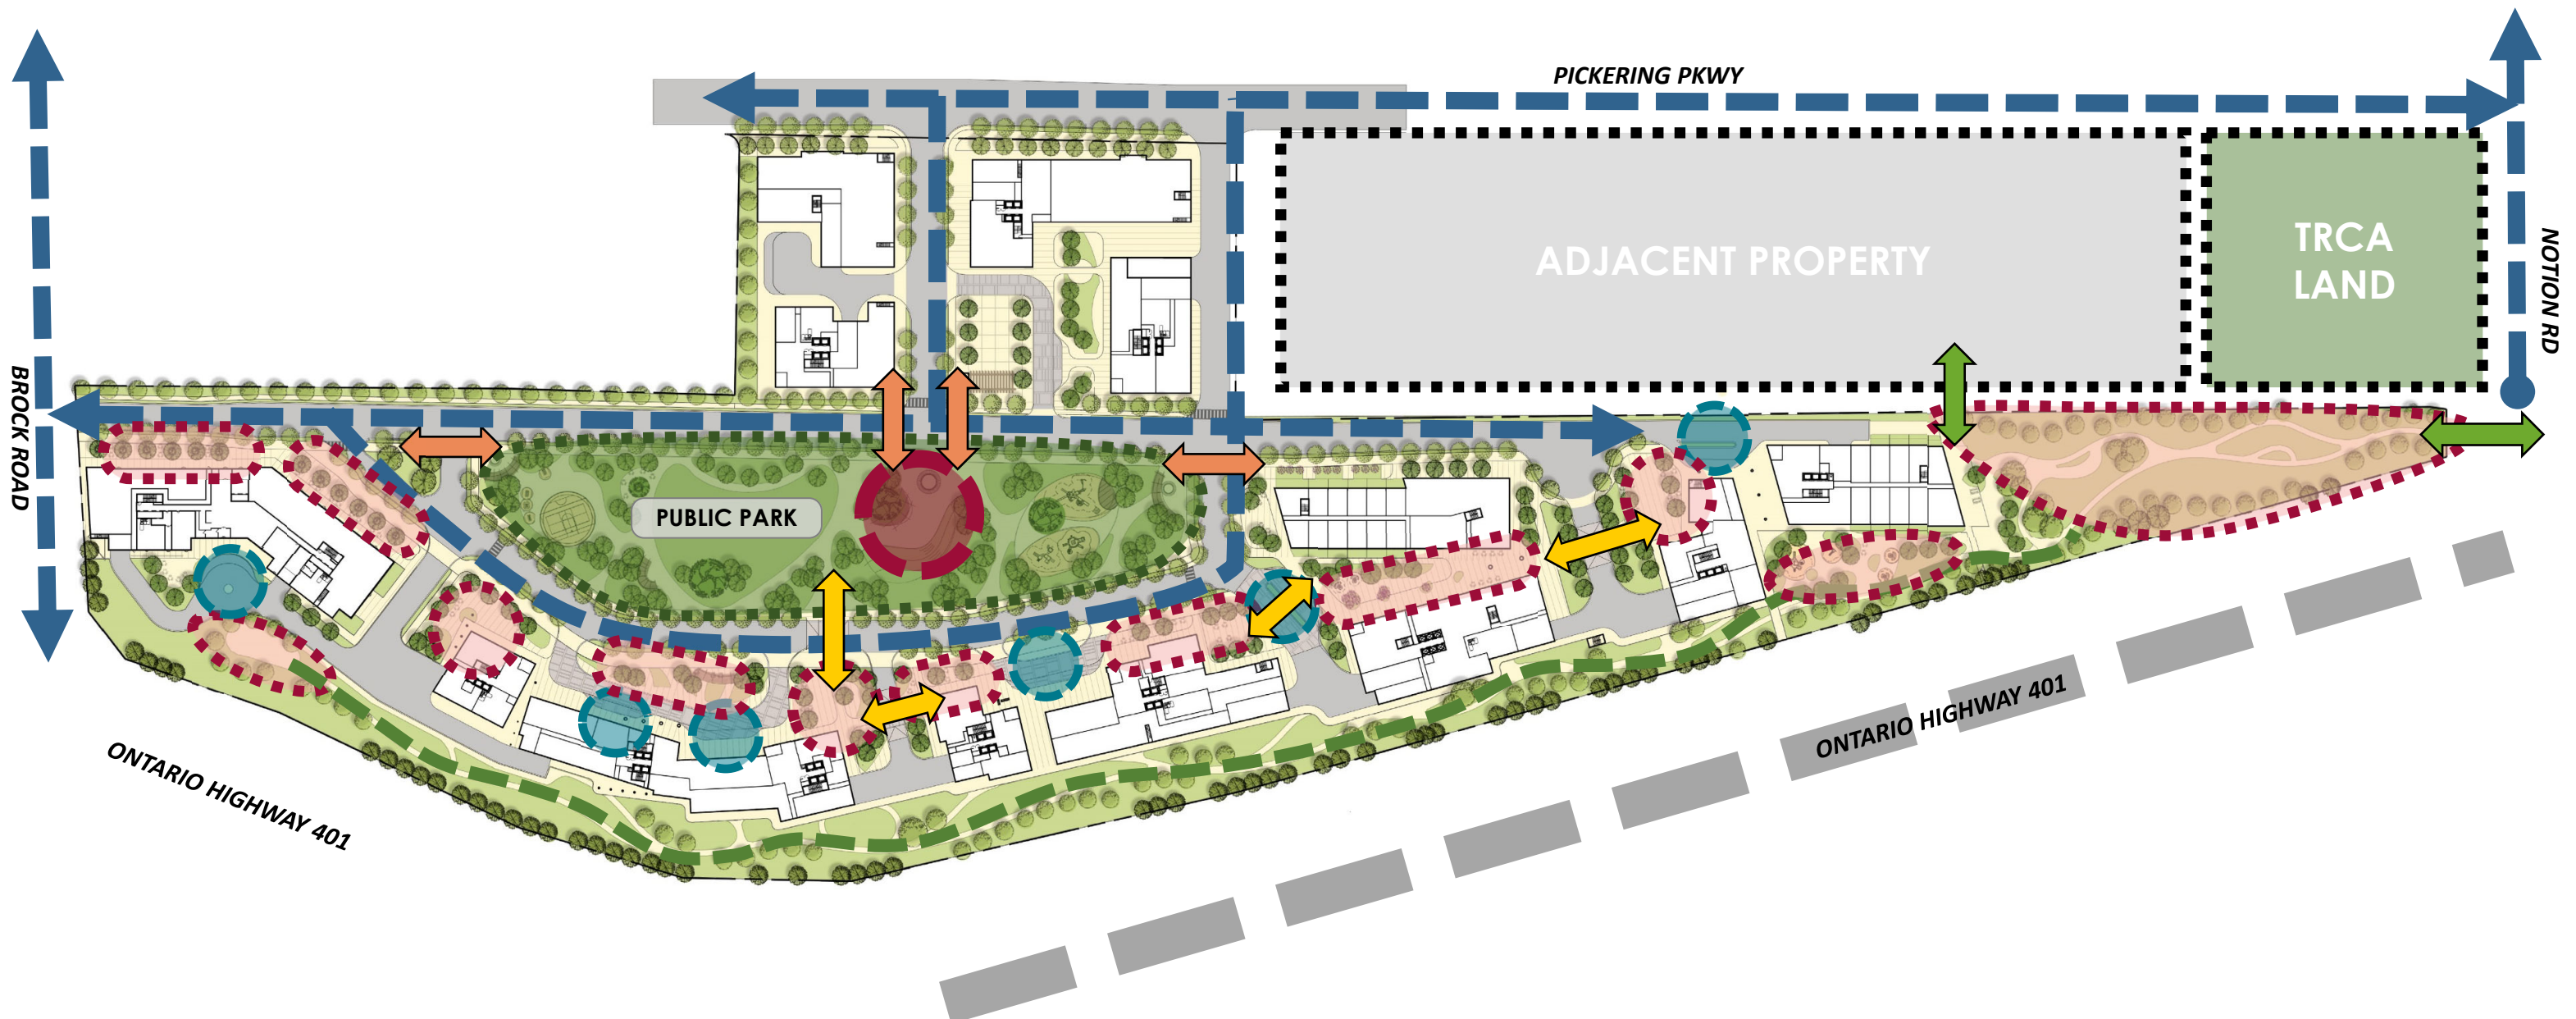 PICKERING PKWY
ADJACENT PROPERTY
TRCA
LAND
NOTION RD
BROCK ROAD
PUBLIC PARK
ONTARIO HIGHWAY 401
ONTARIO HIGHWAY 401